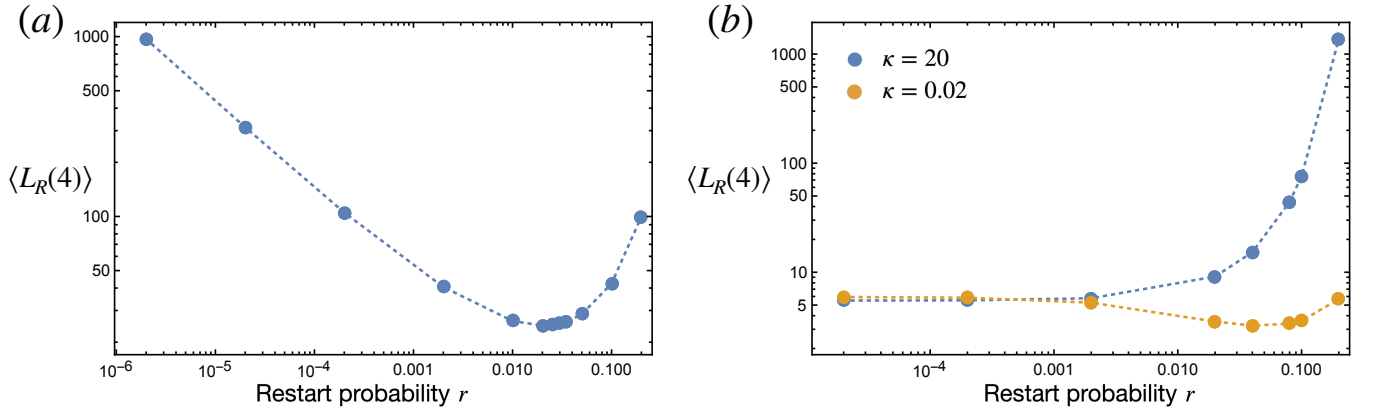 (a)
1000
500
100
50
⟨L_R(4)⟩
10⁻⁶
10⁻⁵
10⁻⁴
0.001
0.010
0.100
Restart probability r
(b)
κ = 20
κ = 0.02
1000
500
100
50
10
5
⟨L_R(4)⟩
10⁻⁴
0.001
0.010
0.100
Restart probability r